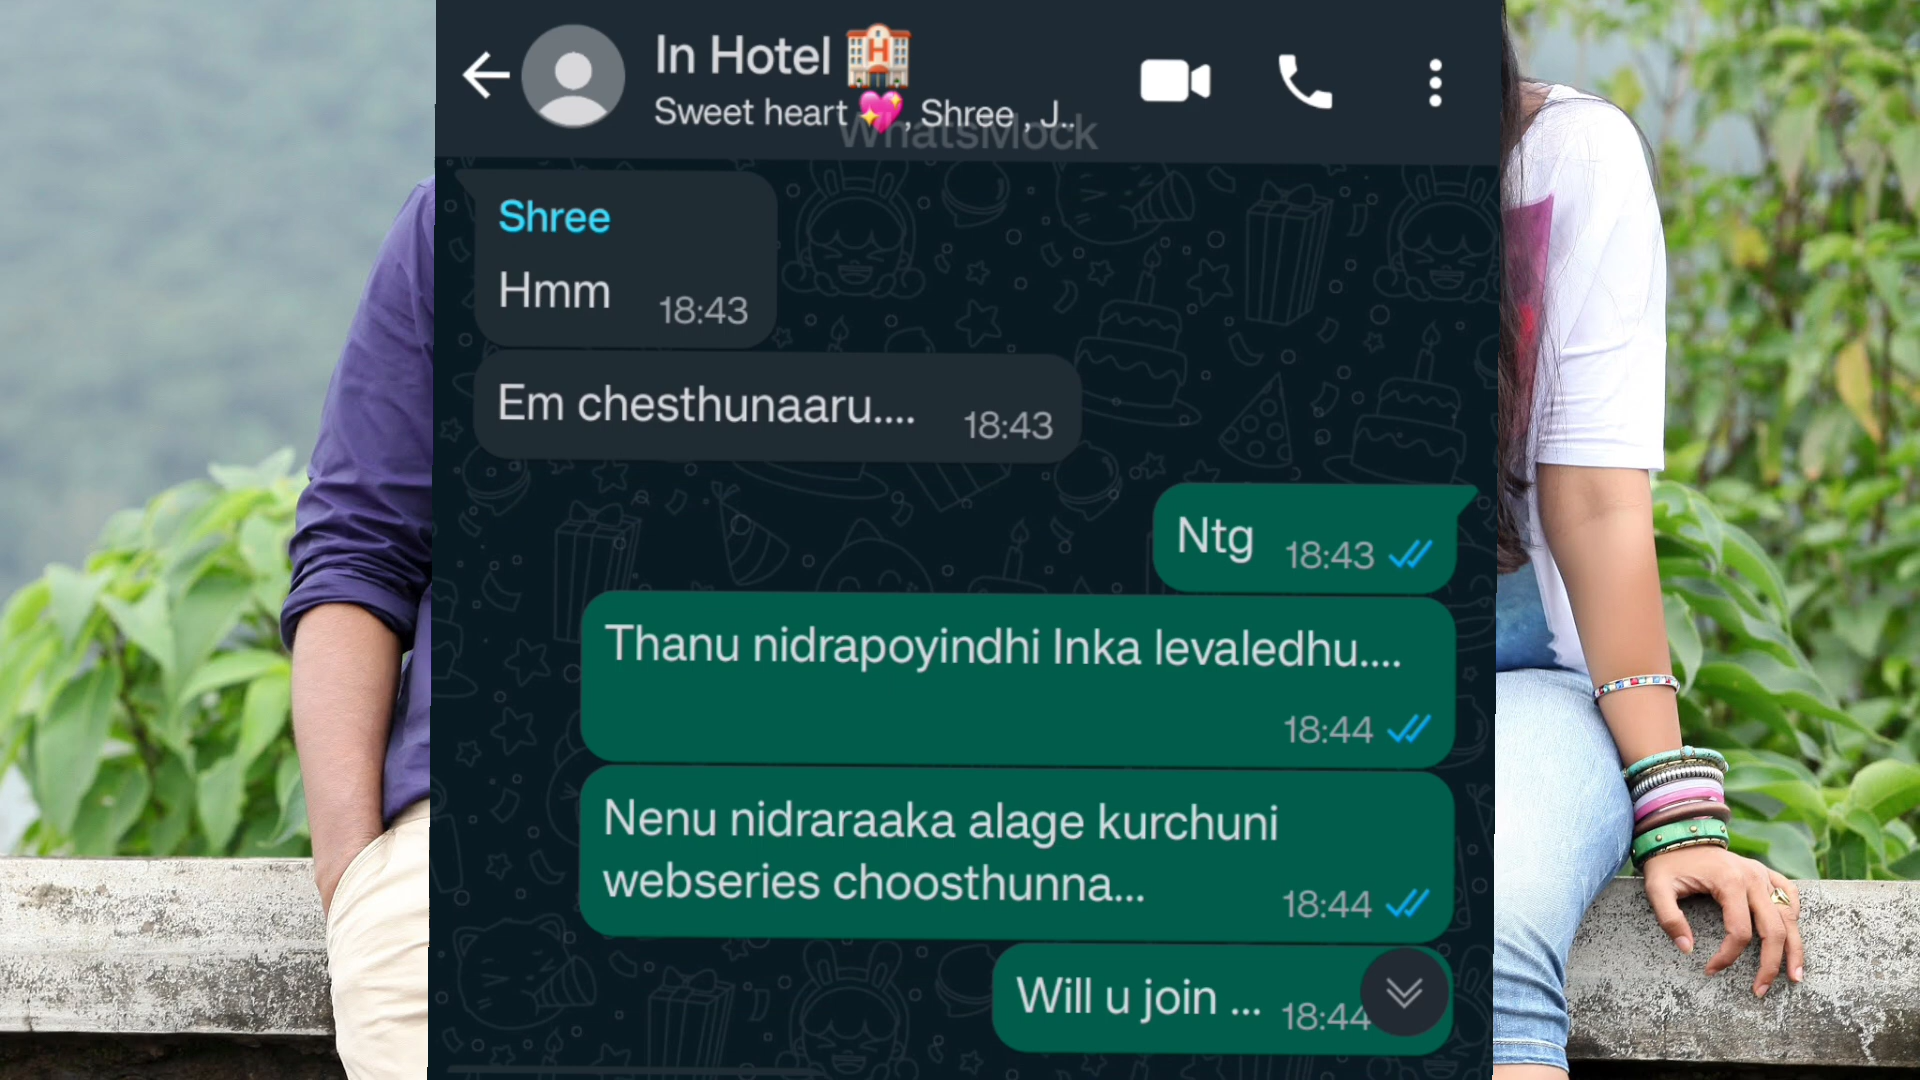 In Hotel 🏨
Sweet heart 💖, Shree , J..
WhatsMock
Shree
Hmm 18:43
Em chesthunaaru.... 18:43
Ntg 18:43
Thanu nidrapoyindhi Inka levaledhu....
18:44
Nenu nidraraaka alage kurchuni
webseries choosthunna... 18:44
Will u join ... 18:44